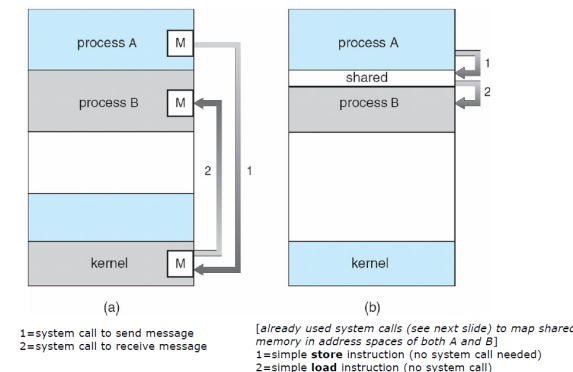 process A
M
process B
M
2
1
kernel
M
(a)
1=system call to send message
2=system call to receive message
process A
1
shared
2
process B
kernel
(b)
[already used system calls (see next slide) to map shared
memory in address spaces of both A and B]
1=simple store instruction (no system call needed)
2=simple load instruction (no system call)